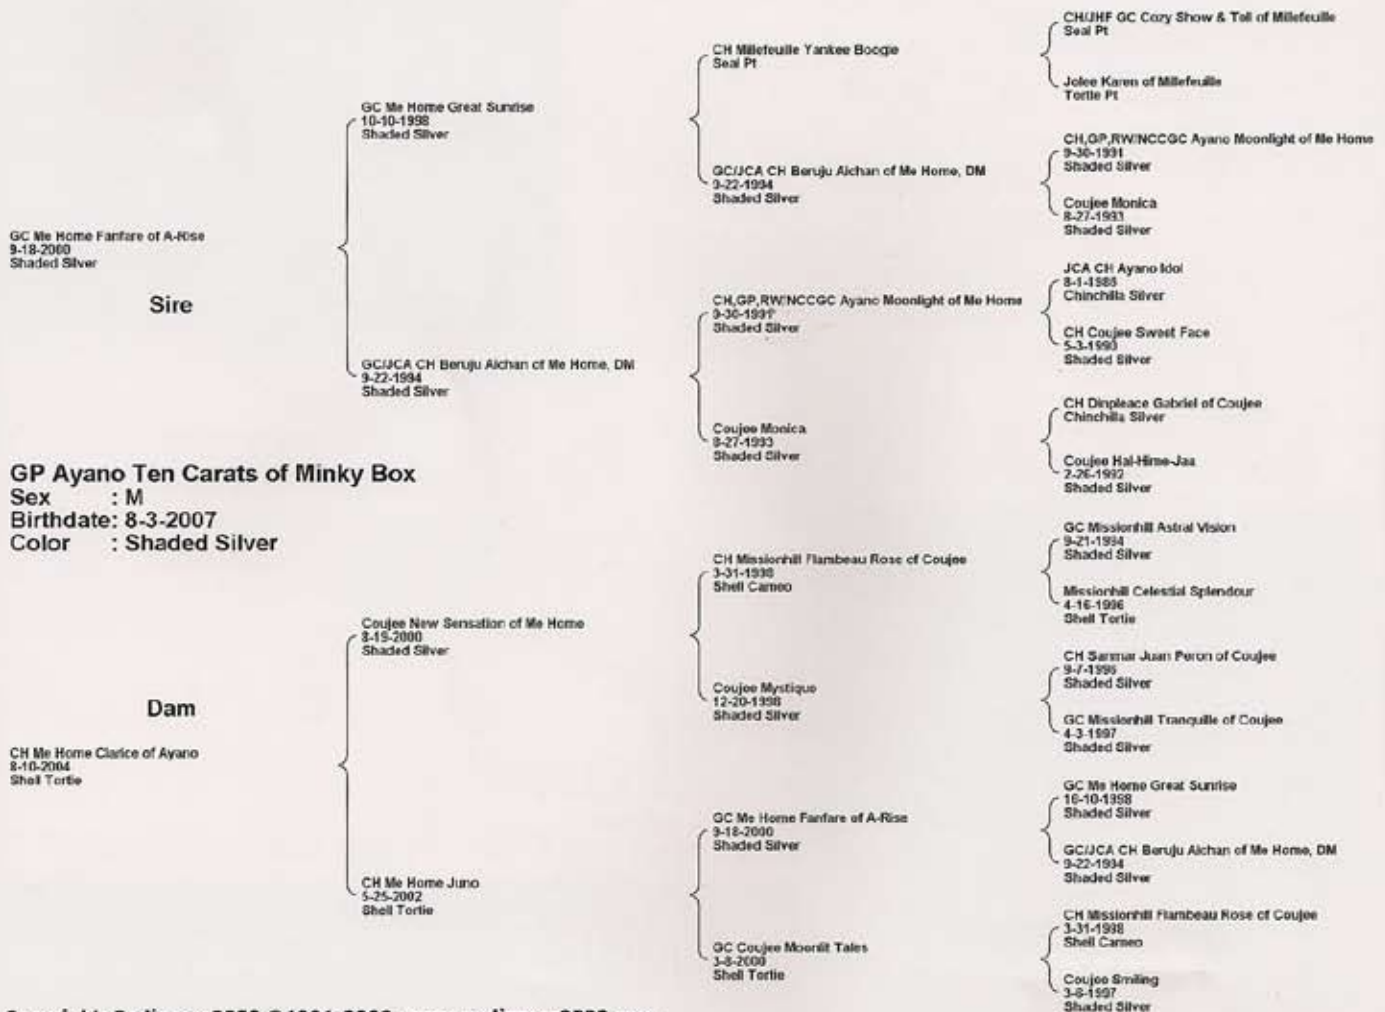 CH/JHF GC Cozy Show & Tell of Millefeuille
Seal Pt
CH Millefeuille Yankee Boogie
Seal Pt
Jolee Karen of Millefeuille
Tortie Pt
GC Me Home Great Sunrise
10-10-1998
Shaded Silver
CH,GP,RW/NCCGC Ayano Moonlight of Me Home
9-30-1991
Shaded Silver
GC/JCA CH Beruju Aichan of Me Home, DM
9-22-1994
Shaded Silver
Coujee Monica
8-27-1993
Shaded Silver
GC Me Home Fanfare of A-Rise
9-18-2000
Shaded Silver
Sire
JCA CH Ayano Idol
Chinchilla Silver
CH,GP,RW/NCCGC Ayano Moonlight of Me Home
9-30-1991
Shaded Silver
CH Coujee Sweet Face
5-3-1990
Shaded Silver
GC/JCA CH Beruju Aichan of Me Home, DM
9-22-1994
Shaded Silver
CH Dinpleace Gabriel of Coujee
Chinchilla Silver
Coujee Monica
8-27-1993
Shaded Silver
Coujee Hal-Hime-Jaa
2-26-1992
Shaded Silver
GP Ayano Ten Carats of Minky Box
Sex : M
Birthdate: 8-3-2007
Color : Shaded Silver
GC Missionhill Astral Vision
9-21-1994
Shaded Silver
CH Missionhill Flambeau Rose of Coujee
3-31-1998
Shell Cameo
Missionhill Celestial Splendour
4-16-1996
Shell Tortie
Coujee New Sensation of Me Home
8-19-2000
Shaded Silver
CH Sanmar Juan Peron of Coujee
Shaded Silver
Coujee Mystique
12-20-1998
Shaded Silver
GC Missionhill Tranquille of Coujee
4-3-1997
Shaded Silver
Dam
CH Me Home Clarice of Ayano
8-10-2004
Shell Tortie
GC Me Home Great Sunrise
10-10-1998
Shaded Silver
GC Me Home Fanfare of A-Rise
9-18-2000
Shaded Silver
GC/JCA CH Beruju Aichan of Me Home, DM
9-22-1994
Shaded Silver
CH Me Home Juno
5-25-2002
Shell Tortie
CH Missionhill Flambeau Rose of Coujee
3-31-1998
Shell Cameo
GC Coujee Moonlit Tales
3-8-2000
Shell Tortie
Coujee Smiling
3-6-1997
Shaded Silver